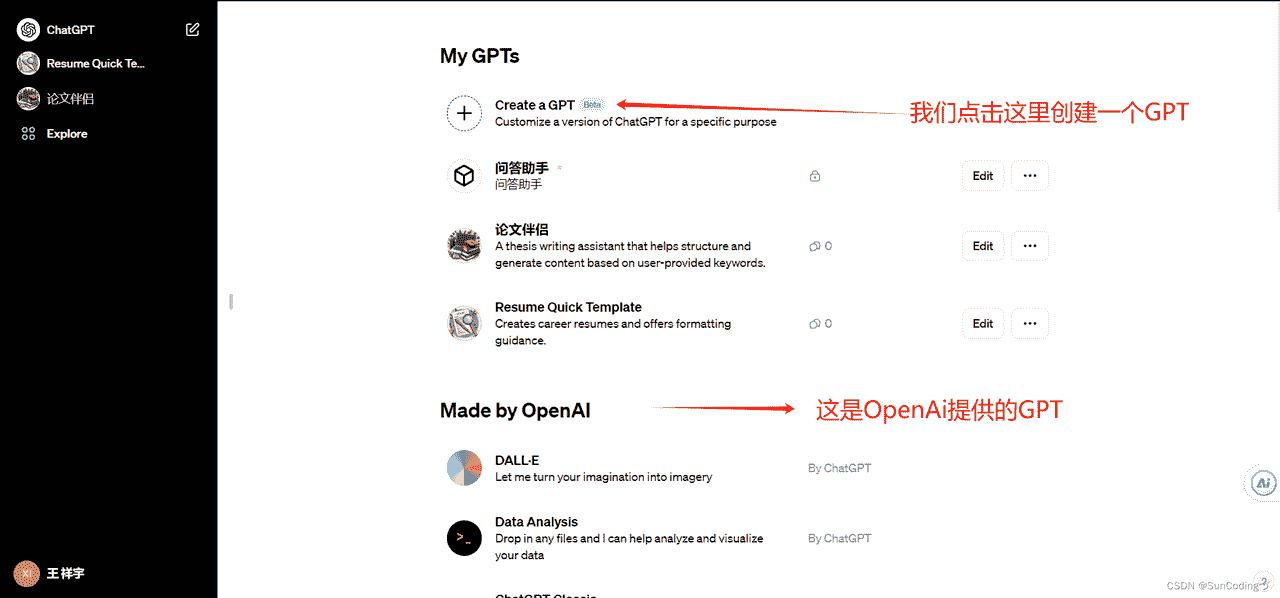 ChatGPT
Resume Quick Te...
论文伴侣
Explore
My GPTs
Create a GPT Beta
Customize a version of ChatGPT for a specific purpose
我们点击这里创建一个GPT
问答助手
问答助手
Edit
论文伴侣
A thesis writing assistant that helps structure and
generate content based on user-provided keywords.
0
Edit
Resume Quick Template
Creates career resumes and offers formatting
guidance.
0
Edit
Made by OpenAI
这是OpenAi提供的GPT
DALL·E
Let me turn your imagination into imagery
By ChatGPT
Data Analysis
Drop in any files and I can help analyze and visualize
your data
By ChatGPT
ChatGPT Classic
Ai
XI 王祥宇
?
CSDN @SunCoding